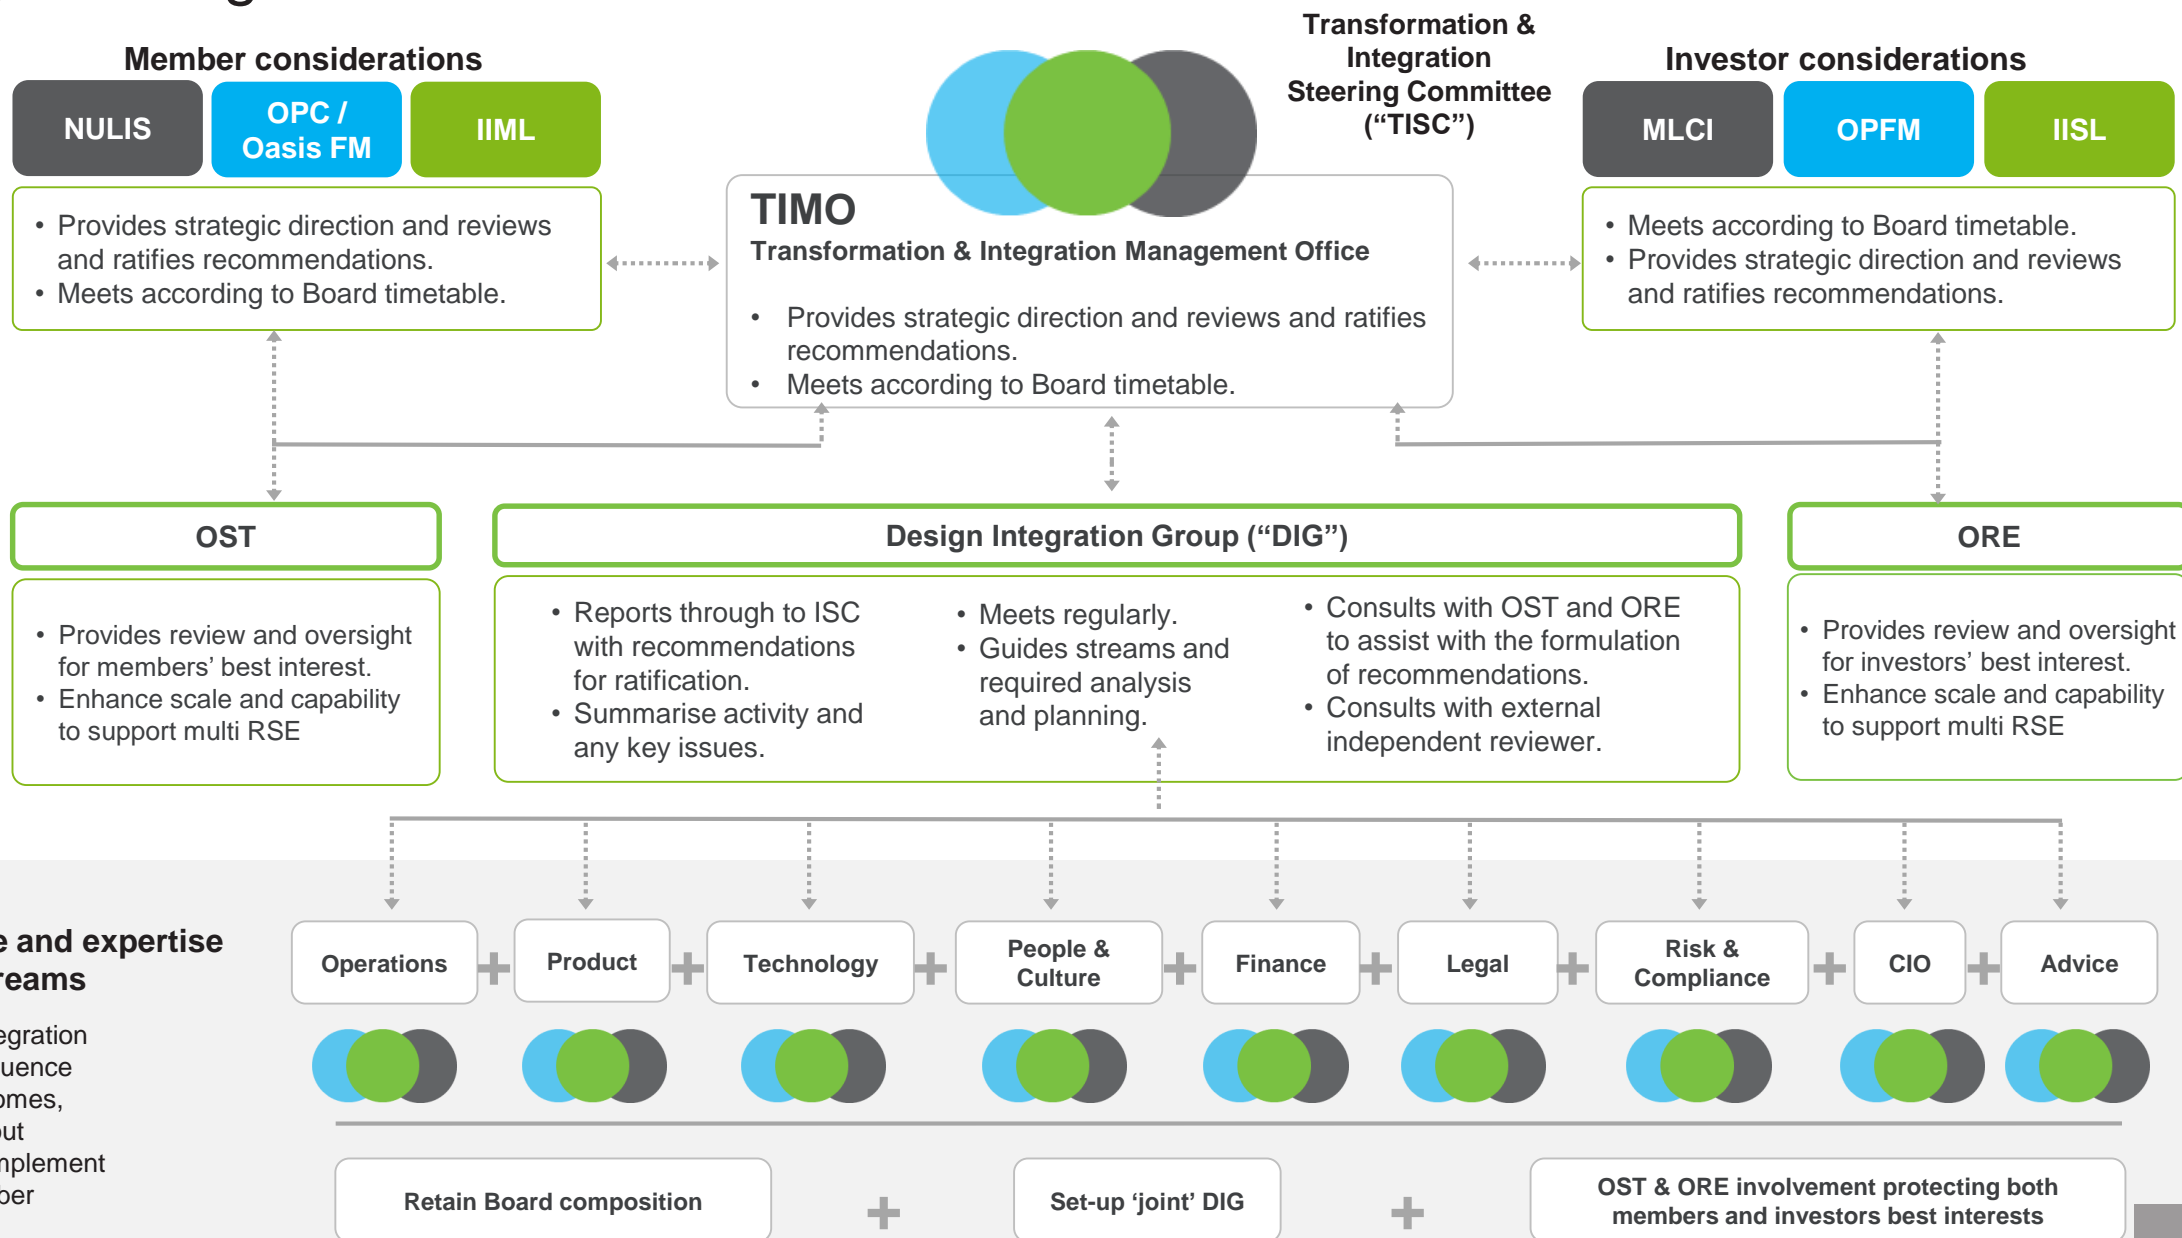 Member considerations
NULIS
OPC /
Oasis FM
IIML
• Provides strategic direction and reviews
and ratifies recommendations.
• Meets according to Board timetable.
Transformation &
Integration
Steering Committee
(“TISC”)
TIMO
Transformation & Integration Management Office
• Provides strategic direction and reviews and ratifies
recommendations.
• Meets according to Board timetable.
Investor considerations
MLCI
OPFM
IISL
• Meets according to Board timetable.
• Provides strategic direction and reviews
and ratifies recommendations.
OST
• Provides review and oversight
for members’ best interest.
• Enhance scale and capability
to support multi RSE
Design Integration Group (“DIG”)
• Reports through to ISC
with recommendations
for ratification.
• Summarise activity and
any key issues.
• Meets regularly.
• Guides streams and
required analysis
and planning.
• Consults with OST and ORE
to assist with the formulation
of recommendations.
• Consults with external
independent reviewer.
ORE
• Provides review and oversight
for investors’ best interest.
• Enhance scale and capability
to support multi RSE
e and expertise
reams
egration
uence
omes,
out
mplement
ber
Operations
Product
Technology
People &
Culture
Finance
Legal
Risk &
Compliance
CIO
Advice
Retain Board composition
Set-up ‘joint’ DIG
OST & ORE involvement protecting both
members and investors best interests